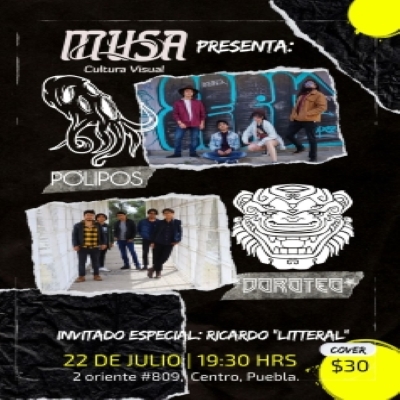 MUSA PRESENTA:
Cultura Visual
POLIPOS
DOROTEO
INVITADO ESPECIAL: RICARDO "LITTERAL"
22 DE JULIO | 19:30 HRS
2 oriente #809, Centro, Puebla.
COVER
$30